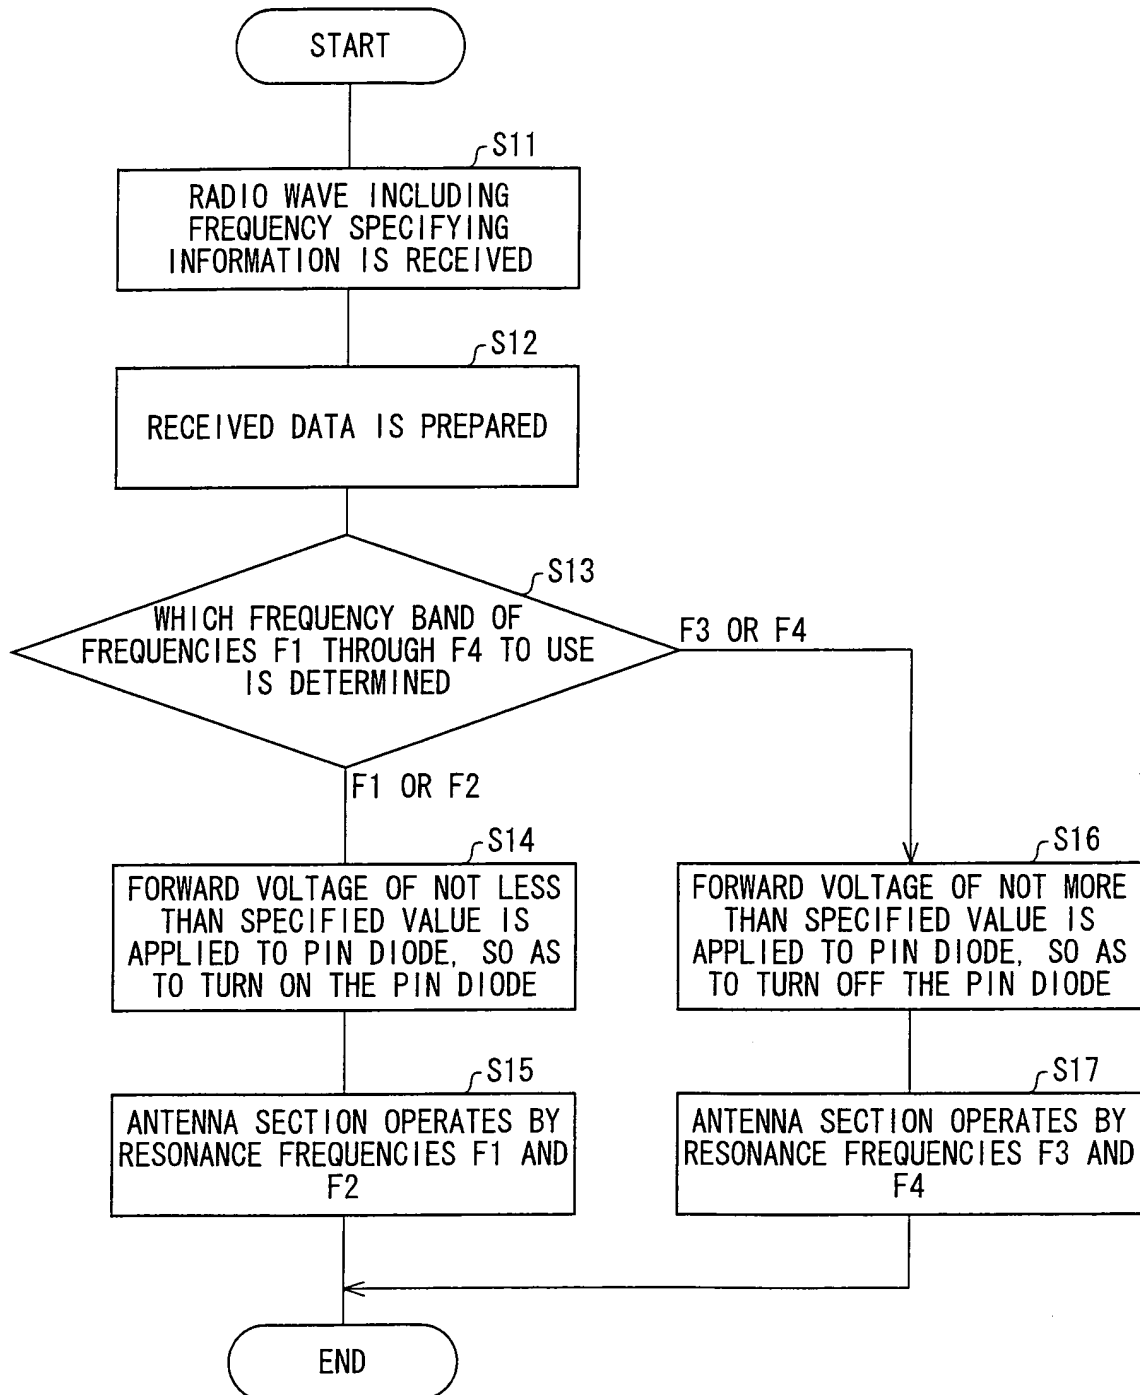 START
S11
RADIO WAVE INCLUDING
FREQUENCY SPECIFYING
INFORMATION IS RECEIVED
S12
RECEIVED DATA IS PREPARED
S13
WHICH FREQUENCY BAND OF
FREQUENCIES F1 THROUGH F4 TO USE
IS DETERMINED
F3 OR F4
F1 OR F2
S14
FORWARD VOLTAGE OF NOT LESS
THAN SPECIFIED VALUE IS
APPLIED TO PIN DIODE, SO AS
TO TURN ON THE PIN DIODE
S16
FORWARD VOLTAGE OF NOT MORE
THAN SPECIFIED VALUE IS
APPLIED TO PIN DIODE, SO AS
TO TURN OFF THE PIN DIODE
S15
ANTENNA SECTION OPERATES BY
RESONANCE FREQUENCIES F1 AND
F2
S17
ANTENNA SECTION OPERATES BY
RESONANCE FREQUENCIES F3 AND
F4
END